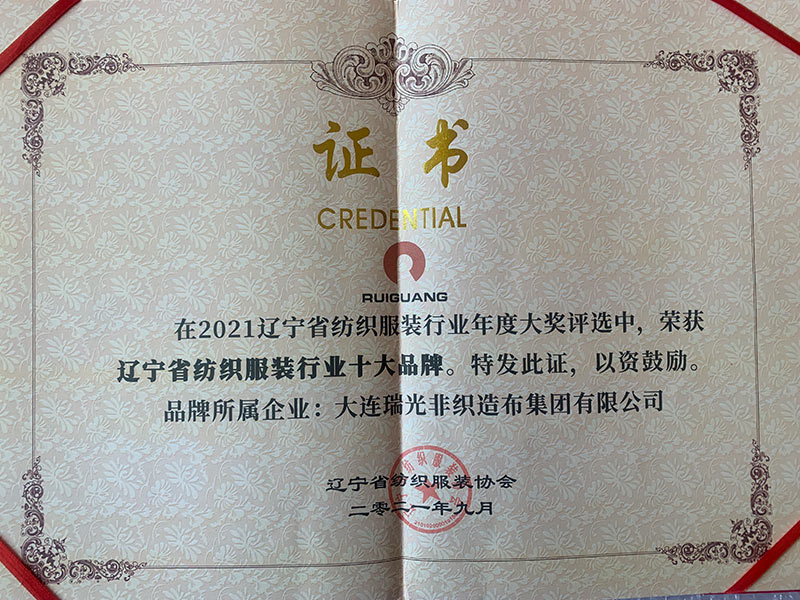 证书
CREDENTIAL
RUIGUANG
在2021辽宁省纺织服装行业年度大奖评选中，荣获
辽宁省纺织服装行业十大品牌。特发此证，以资鼓励。
品牌所属企业：大连瑞光非织造布集团有限公司
辽宁省纺织服装协会
二零二一年九月